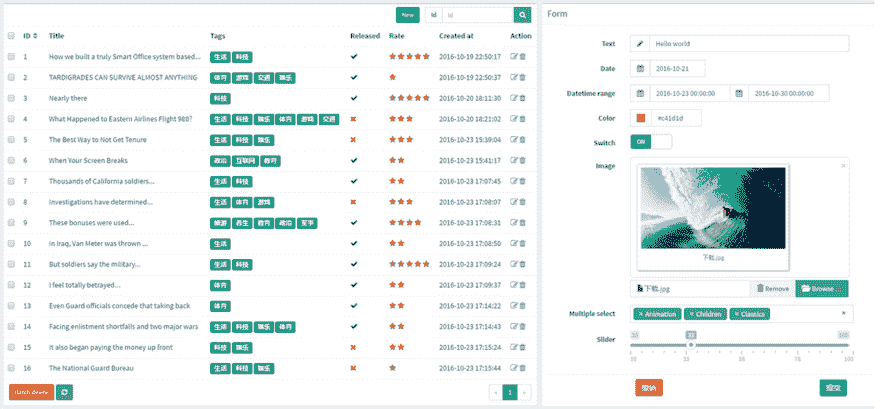 New Id Id
ID Title Tags Released Rate Created at Action
1 How we built a truly Smart Office system based... 生活 科技 2016-10-19 22:50:17
2 TARDIGRADES CAN SURVIVE ALMOST ANYTHING 体育 游戏 交通 娱乐 2016-10-19 22:50:37
3 Nearly there 科技 2016-10-20 18:11:30
4 What Happened to Eastern Airlines Flight 980? 生活 科技 娱乐 体育 游戏 交通 2016-10-20 18:21:02
5 The Best Way to Not Get Tenure 生活 科技 娱乐 2016-10-23 15:39:04
6 When Your Screen Breaks 政治 互联网 教育 2016-10-23 15:41:17
7 Thousands of California soldiers... 生活 科技 2016-10-23 17:07:45
8 Investigations have determined... 生活 体育 游戏 2016-10-23 17:08:07
9 These bonuses were used... 旅游 养生 教育 政治 军事 2016-10-23 17:08:31
10 In Iraq, Van Meter was thrown ... 生活 2016-10-23 17:08:50
11 But soldiers say the military... 生活 科技 2016-10-23 17:09:24
12 I feel totally betrayed... 体育 2016-10-23 17:09:37
13 Even Guard officials concede that taking back 体育 2016-10-23 17:14:22
14 Facing enlistment shortfalls and two major wars 生活 科技 娱乐 体育 2016-10-23 17:14:43
15 It also began paying the money up front 科技 娱乐 2016-10-23 17:15:24
16 The National Guard Bureau 生活 科技 娱乐 2016-10-23 17:15:44
Batch delete
« 1 »
Form
Text Hello world
Date 2016-10-21
Datetime range 2016-10-23 00:00:00 2016-10-30 00:00:00
Color #c41d1d
Switch ON
Image
下载.jpg
下载.jpg Remove Browse ...
Multiple select × Animation × Children × Classics
Slider
10 33 100
10 33 55 78 100
撤销 提交